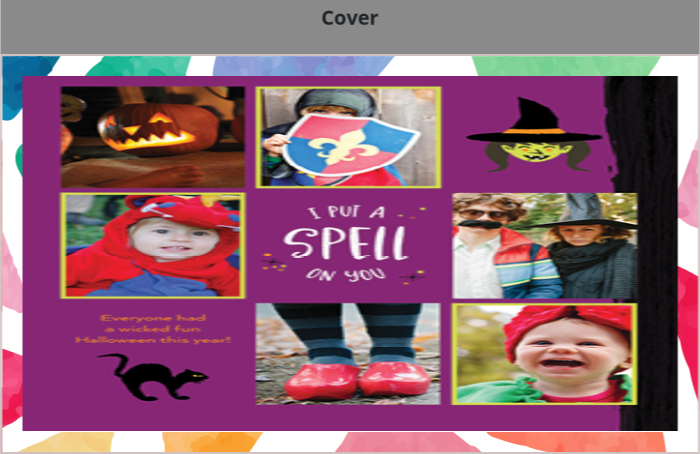 Cover
I PUT A
SPELL
ON YOU
Everyone had
a wicked fun
Halloween this year!